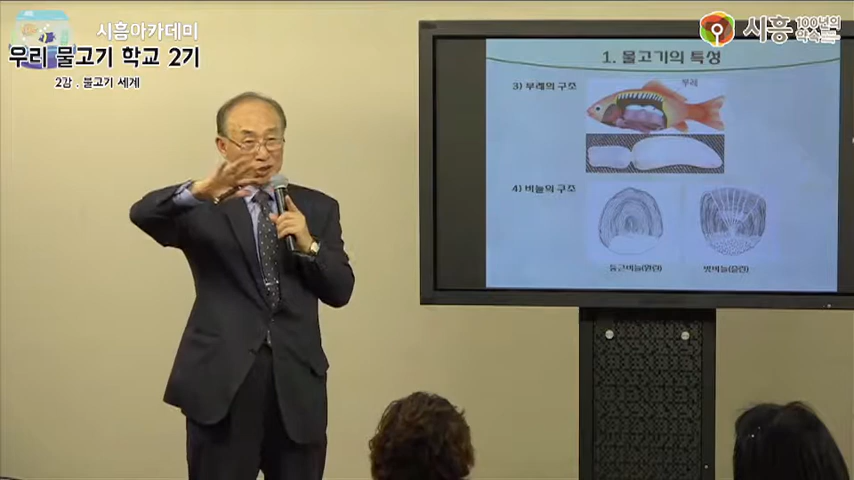 시흥아카데미
우리 물고기 학교 2기
2강 . 물고기 세계
시흥 100년의
1. 물고기의 특성
3) 부레의 구조
부레
4) 비늘의 구조
둥근비늘(원린)
빗비늘(즐린)